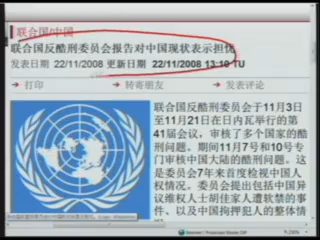 联合国/中国
联合国反酷刑委员会报告对中国现状表示担忧
发表日期 22/11/2008 更新日期 22/11/2008 13:10 TU
打印
转寄朋友
发表评论
联合国反酷刑委员会于11月3日
至11月21日在日内瓦举行的第
41届会议，审核了多个国家的酷
刑问题。期间11月7号和10号专
门审核中国大陆的酷刑问题。这
是委员会7年来首度检视中国人
权情况。委员会提出包括中国异
议维权人士胡佳家人遭软禁的事
件、以及中国拘押犯人的整体情